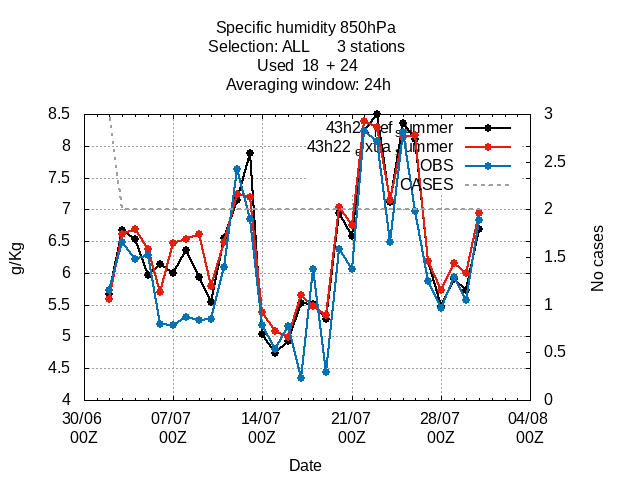 Specific humidity 850hPa
Selection: ALL 3 stations
Used 18 + 24
Averaging window: 24h
8.5
8
7.5
7
6.5
6
5.5
5
4.5
4
g/Kg
3
2.5
2
1.5
1
0.5
0
No cases
43h22_ref_summer
43h22_extra_summer
OBS
CASES
30/06 07/07 14/07 21/07 28/07 04/08
00Z 00Z 00Z 00Z 00Z 00Z
Date